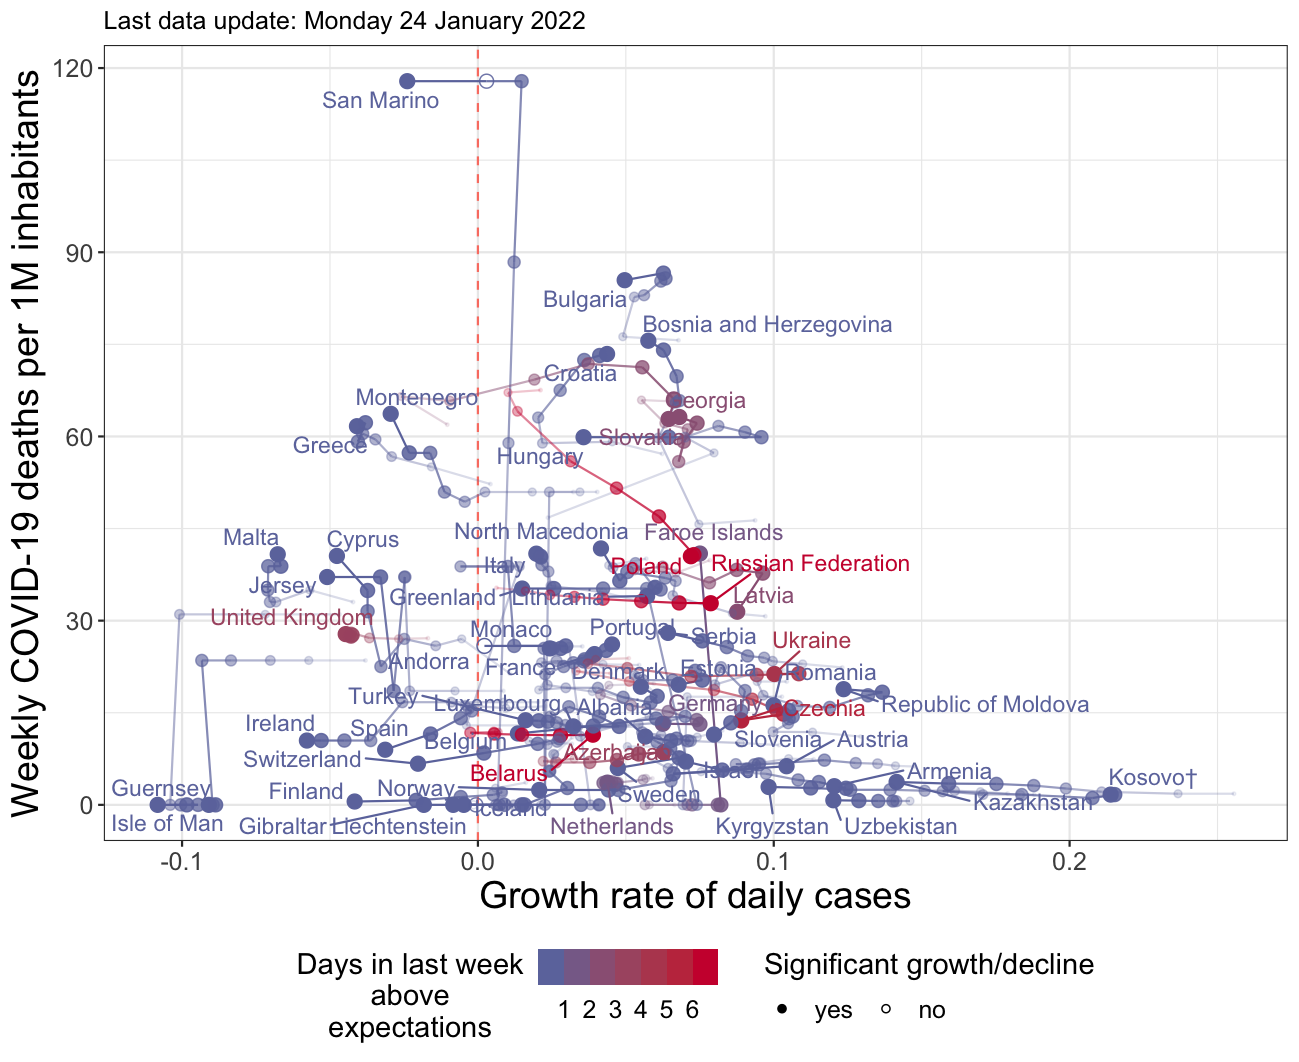 Last data update: Monday 24 January 2022
Weekly COVID-19 deaths per 1M inhabitants
120
90
60
30
0
San Marino
Bulgaria
Bosnia and Herzegovina
Croatia
Montenegro
Georgia
Greece
Slovakia
Hungary
North Macedonia
Faroe Islands
Malta
Cyprus
Italy
Poland
Russian Federation
Jersey
Greenland
Lithuania
Latvia
United Kingdom
Monaco
Portugal
Serbia
Ukraine
Andorra
France
Denmark
Estonia
Romania
Turkey
Luxembourg
Albania
Germany
Czechia
Republic of Moldova
Ireland
Spain
Belgium
Slovenia
Austria
Switzerland
Azerbaijan
Belarus
Israel
Armenia
Kosovo†
Guernsey
Finland
Norway
Sweden
Kazakhstan
Isle of Man
Gibraltar
Liechtenstein
Iceland
Netherlands
Kyrgyzstan
Uzbekistan
-0.1
0.0
0.1
0.2
Growth rate of daily cases
Days in last week
above
expectations
1 2 3 4 5 6
Significant growth/decline
yes
no